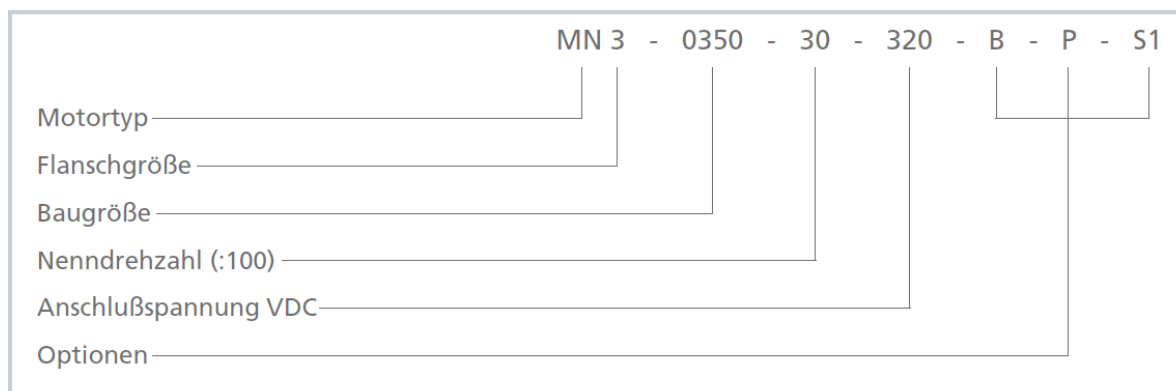 MN 3 - 0350 - 30 - 320 - B - P - S1
Motortyp
Flanschgröße
Baugröße
Nenndrehzahl (:100)
Anschlußspannung VDC
Optionen